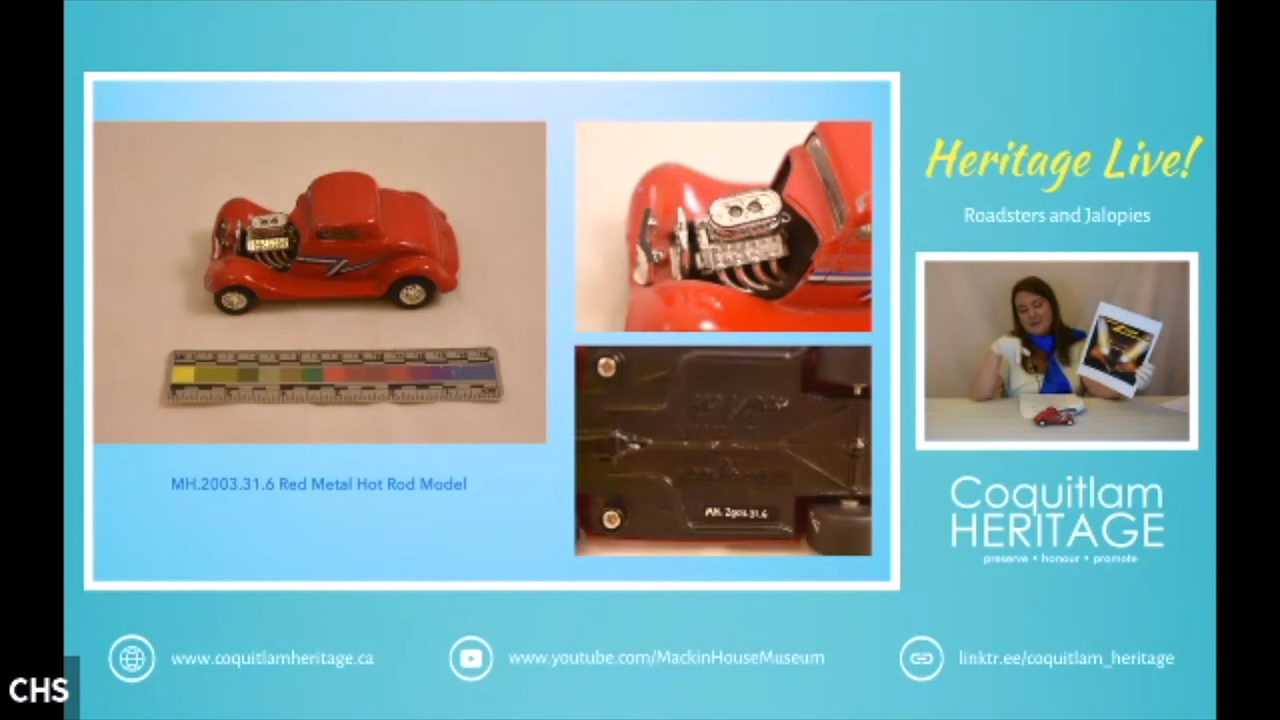 Heritage Live!
Roadsters and Jalopies
MH.2003.31.6 Red Metal Hot Rod Model
MH. 2003.31.6
Coquitlam
HERITAGE
preserve • honour • promote
www.coquitlamheritage.ca
www.youtube.com/MackinHouseMuseum
linktr.ee/coquitlam_heritage
CHS